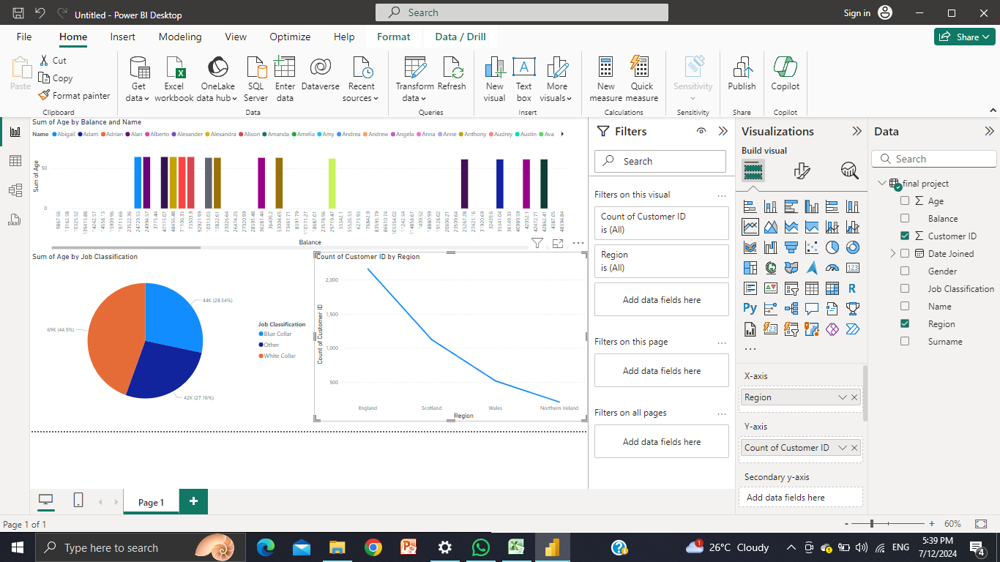 Untitled - Power BI Desktop
Search
Sign in
File Home Insert Modeling View Optimize Help Format Data / Drill
Share
Paste
Cut
Copy
Format painter
Clipboard
Get data
Excel workbook
OneLake data hub
SQL Server
Enter data
Dataverse
Recent sources
Data
Transform data
Refresh
Queries
New visual
Text box
More visuals
Insert
New measure
Quick measure
Calculations
Sensitivity
Sensitivity
Publish
Share
Copilot
Copilot
Sum of Age by Balance and Name
Name Abigail Adam Adrian Alan Alberto Alexander Alexandra Alison Amanda Amelia Amy Andrea Andrew Angela Anna Anne Anthony Audrey Austin Ava
Sum of Age
50
0
Balance
Sum of Age by Job Classification
44K (28.34%)
69K (44.5%)
42K (27.16%)
Job Classification
Blue Collar
Other
White Collar
Count of Customer ID by Region
Count of Customer ID
2,000
1,500
1,000
500
England Scotland Wales Northern Ireland
Region
Filters
Search
Filters on this visual
Count of Customer ID
is (All)
Region
is (All)
Add data fields here
Filters on this page
Add data fields here
Filters on all pages
Add data fields here
Visualizations
Build visual
123
R
Py
123
X-axis
Region
Y-axis
Count of Customer ID
Secondary y-axis
Add data fields here
Data
Search
final project
Age
Balance
Customer ID
Date Joined
Gender
Job Classification
Name
Region
Surname
DAX
Page 1
Page 1 of 1
60%
Type here to search
1
26°C Cloudy
ENG
5:39 PM
7/12/2024
4